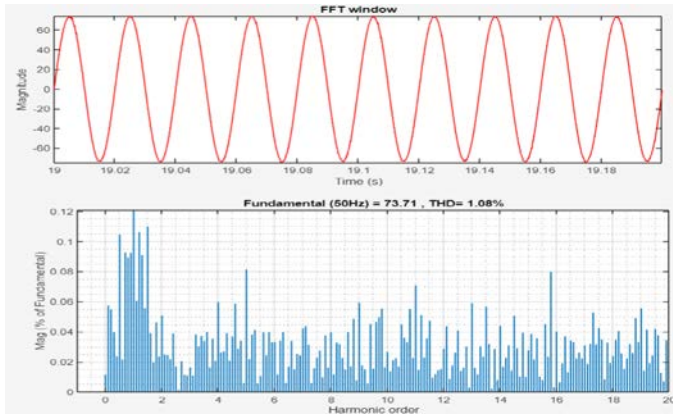 FFT window
60
40
20
0
-20
-40
-60
Magnitude
19 19.02 19.04 19.06 19.08 19.1 19.12 19.14 19.16 19.18
Time (s)
Fundamental (50Hz) = 73.71 , THD= 1.08%
0.12
0.1
0.08
0.06
0.04
0.02
0
Mag (% of Fundamental)
0 2 4 6 8 10 12 14 16 18 20
Harmonic order